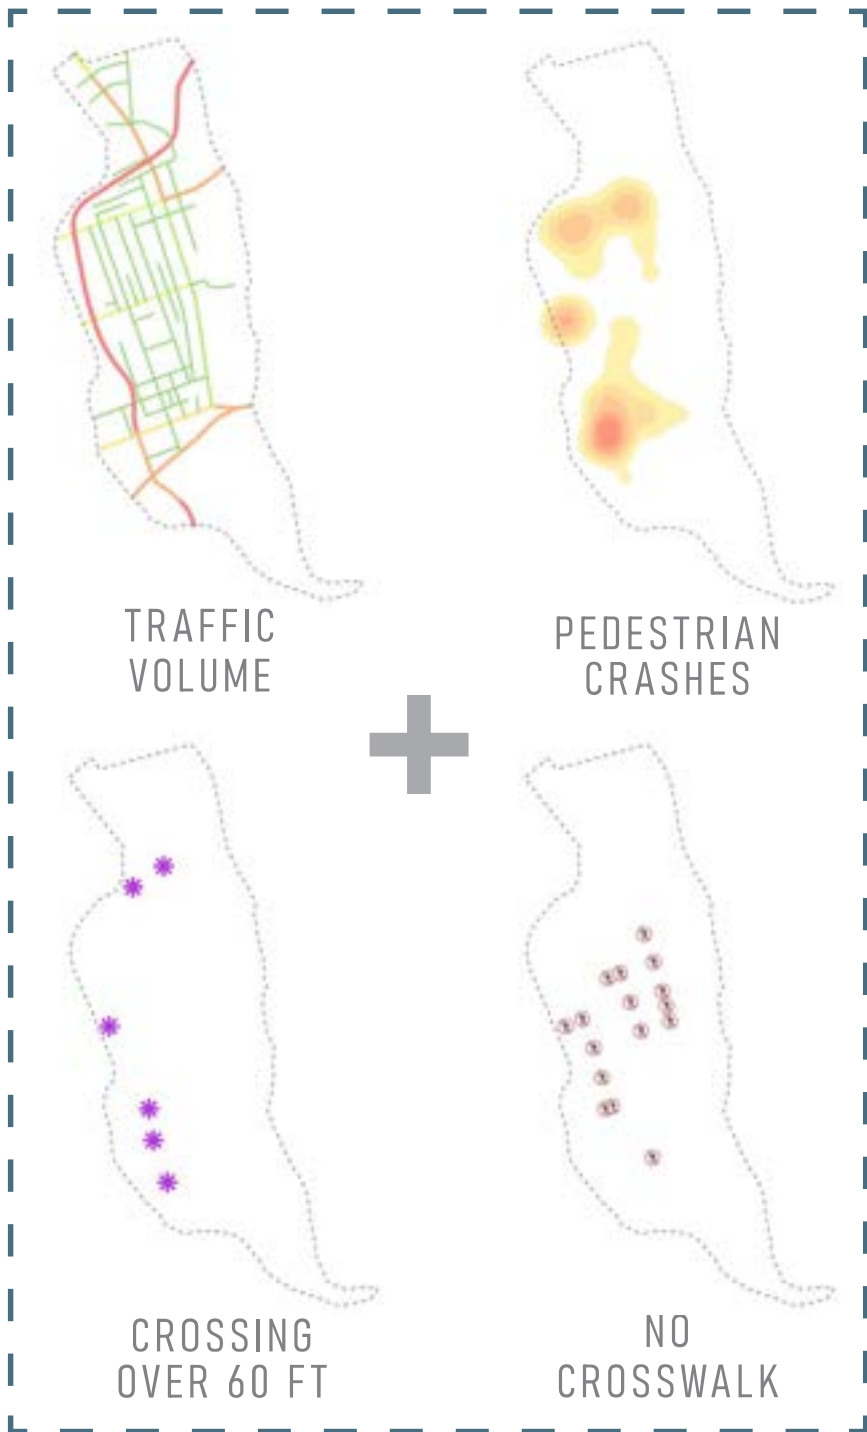 TRAFFIC
VOLUME
PEDESTRIAN
CRASHES
CROSSING
OVER 60 FT
NO
CROSSWALK